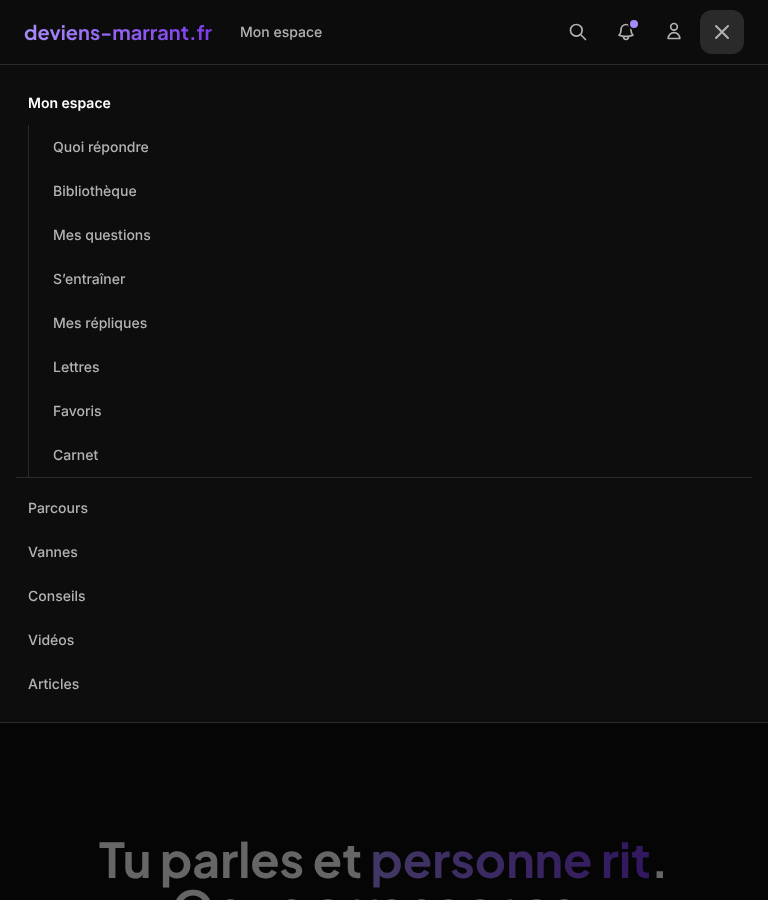 deviens-marrant.fr
Mon espace
Mon espace
Quoi répondre
Bibliothèque
Mes questions
S’entraîner
Mes répliques
Lettres
Favoris
Carnet
Parcours
Vannes
Conseils
Vidéos
Articles
Tu parles et personne rit.